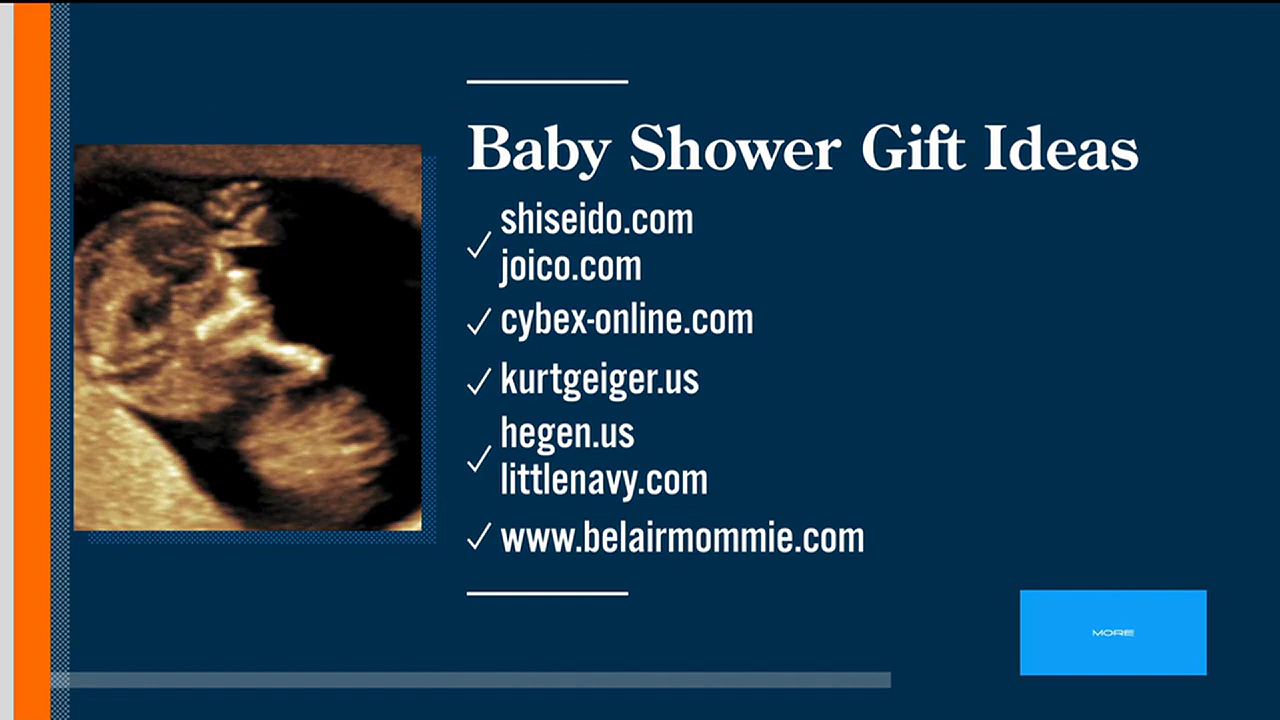 Baby Shower Gift Ideas
shiseido.com
joico.com
cybex-online.com
kurtgeiger.us
hegen.us
littlenavy.com
www.belairmommie.com
MORE